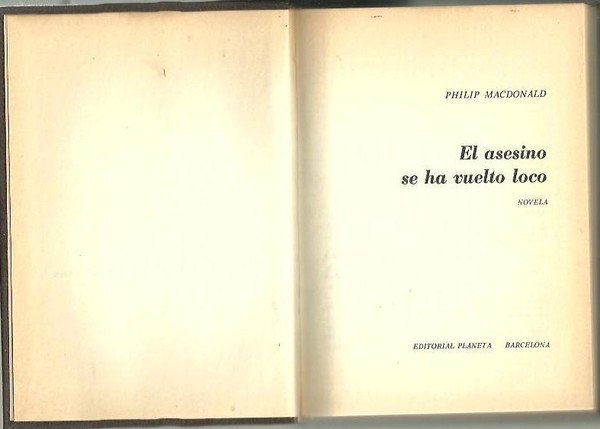 PHILIP MACDONALD
El asesino
se ha vuelto loco
NOVELA
EDITORIAL PLANETA BARCELONA